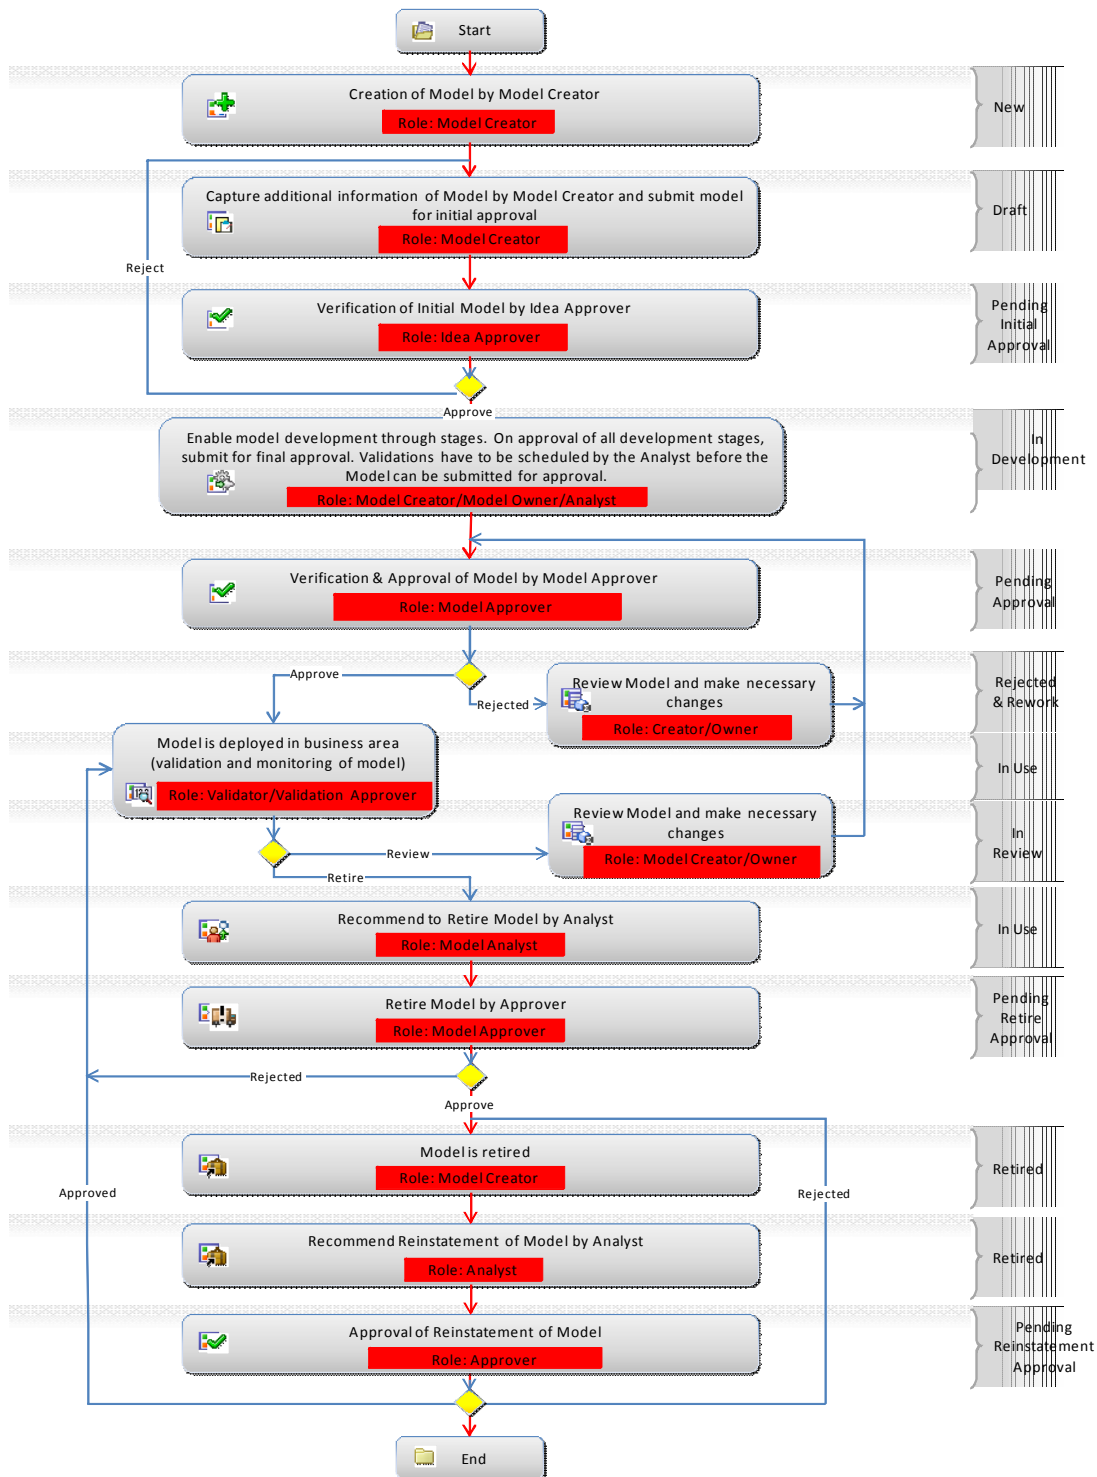 Start
Creation of Model by Model Creator
Role: Model Creator
New
Capture additional information of Model by Model Creator and submit model
for initial approval
Role: Model Creator
Draft
Reject
Verification of Initial Model by Idea Approver
Role: Idea Approver
Pending
Initial
Approval
Approve
Enable model development through stages. On approval of all development stages,
submit for final approval. Validations have to be scheduled by the Analyst before the
Model can be submitted for approval.
Role: Model Creator/Model Owner/Analyst
In
Development
Verification & Approval of Model by Model Approver
Role: Model Approver
Pending
Approval
Approve
Rejected
Review Model and make necessary
changes
Role: Creator/Owner
Rejected
& Rework
Model is deployed in business area
(validation and monitoring of model)
Role: Validator/Validation Approver
In Use
Review
Review Model and make necessary
changes
Role: Model Creator/Owner
In
Review
Retire
Recommend to Retire Model by Analyst
Role: Model Analyst
In Use
Retire Model by Approver
Role: Model Approver
Pending
Retire
Approval
Rejected
Approve
Model is retired
Role: Model Creator
Retired
Approved
Rejected
Recommend Reinstatement of Model by Analyst
Role: Analyst
Retired
Approval of Reinstatement of Model
Role: Approver
Pending
Reinstatement
Approval
End